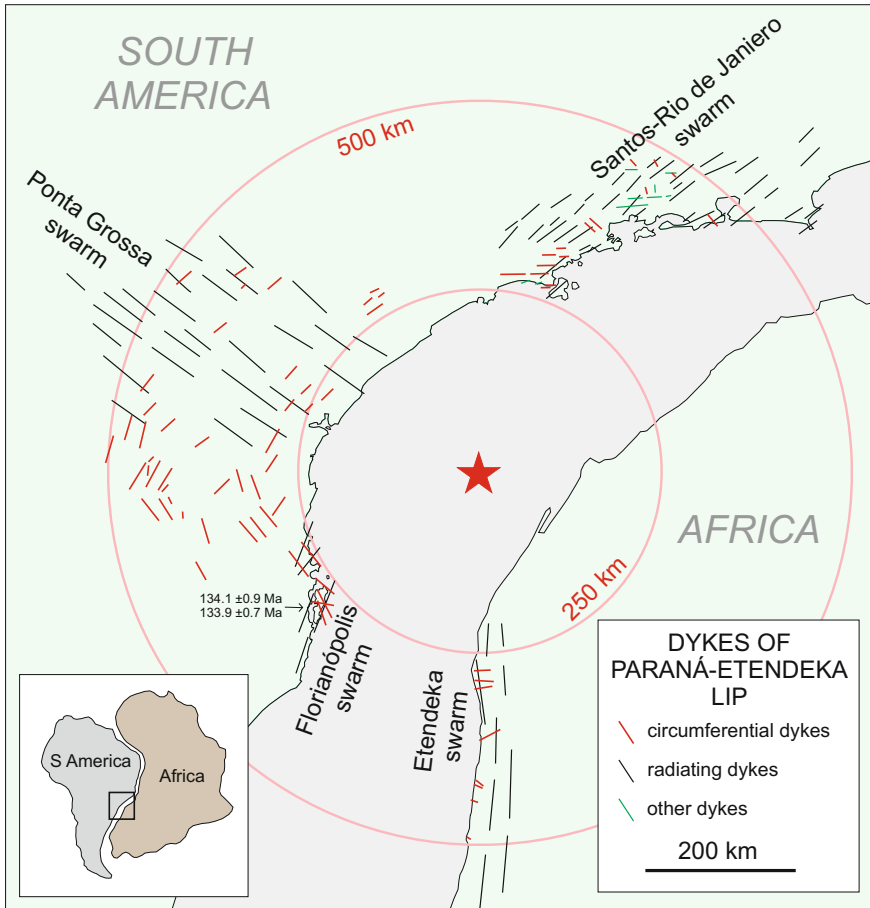 SOUTH
AMERICA
500 km
Santos-Rio de Janiero
swarm
Ponta Grossa
swarm
AFRICA
250 km
134.1 ±0.9 Ma
133.9 ±0.7 Ma
Florianópolis
swarm
Etendeka
swarm
DYKES OF
PARANÁ-ETENDEKA
LIP
circumferential dykes
radiating dykes
other dykes
200 km
S America
Africa